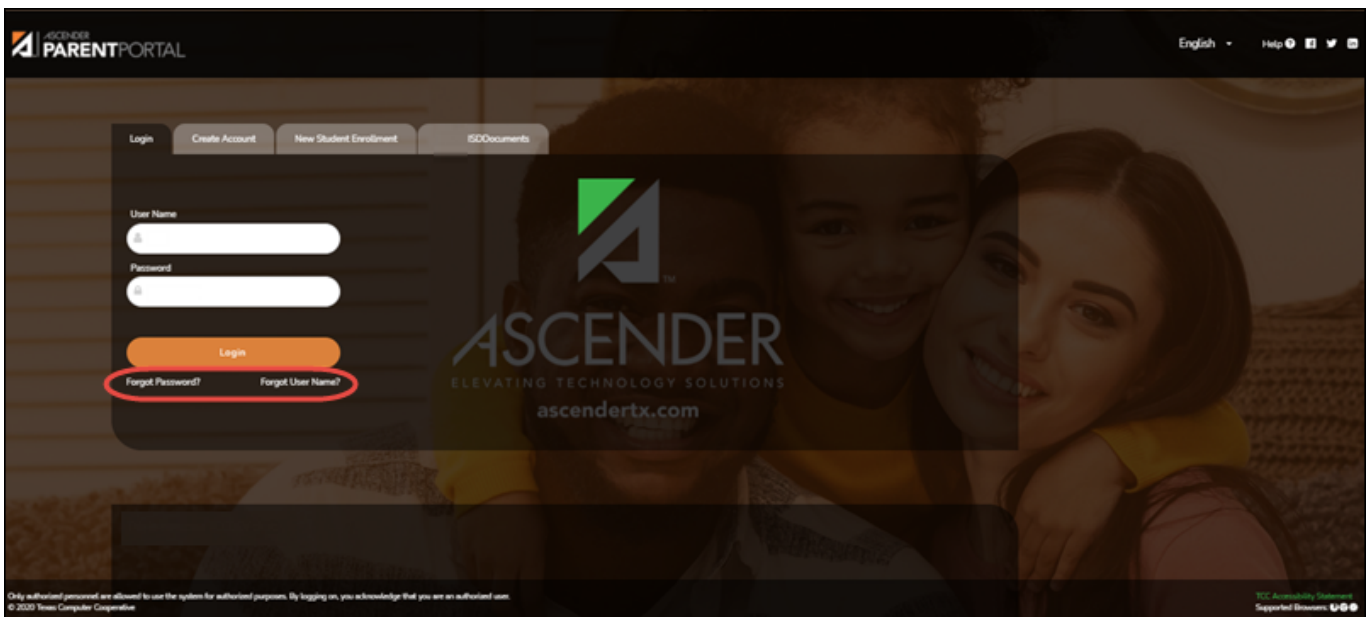 ASCENDER
PARENTPORTAL
English
Help
Login
Create Account
New Student Enrollment
ISDDocuments
User Name
Password
Login
Forgot Password?
Forgot User Name?
TM
ASCENDER
ELEVATING TECHNOLOGY SOLUTIONS
ascendertx.com
Only authorized personnel are allowed to use the system for authorized purposes. By logging on, you acknowledge that you are an authorized user.
© 2020 Texas Computer Cooperative
TCC Accessibility Statement
Supported Browsers: